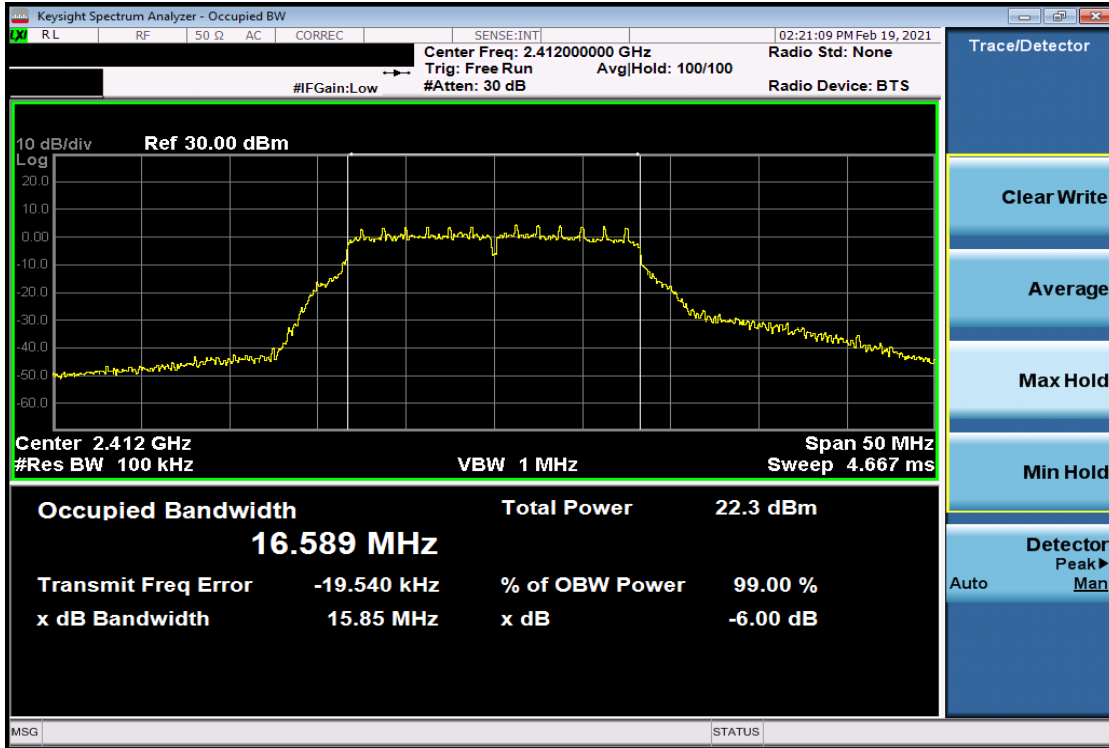 Keysight Spectrum Analyzer - Occupied BW
LXI RL RF 50 Ω AC CORREC SENSE:INT 02:21:09 PM Feb 19, 2021
Center Freq: 2.412000000 GHz Radio Std: None
Trig: Free Run Avg|Hold: 100/100
#IFGain:Low #Atten: 30 dB Radio Device: BTS
Trace/Detector
10 dB/div Ref 30.00 dBm
Log
20.0
10.0
0.00
-10.0
-20.0
-30.0
-40.0
-50.0
-60.0
Center 2.412 GHz Span 50 MHz
#Res BW 100 kHz VBW 1 MHz Sweep 4.667 ms
Occupied Bandwidth Total Power 22.3 dBm
16.589 MHz
Transmit Freq Error -19.540 kHz % of OBW Power 99.00 %
x dB Bandwidth 15.85 MHz x dB -6.00 dB
Clear Write
Average
Max Hold
Min Hold
Detector
Peak▶
Auto Man
MSG STATUS